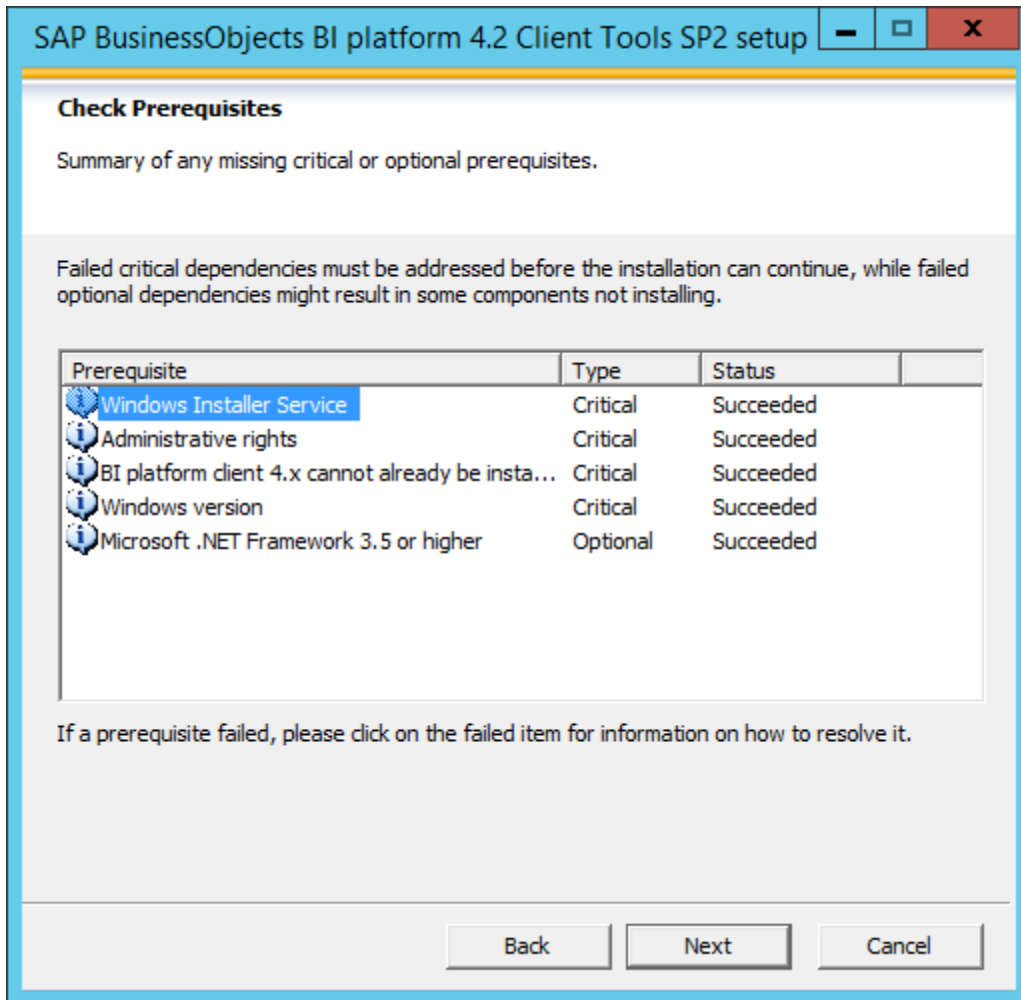 SAP BusinessObjects BI platform 4.2 Client Tools SP2 setup
Check Prerequisites
Summary of any missing critical or optional prerequisites.
Failed critical dependencies must be addressed before the installation can continue, while failed
optional dependencies might result in some components not installing.
Prerequisite Type Status
Windows Installer Service Critical Succeeded
Administrative rights Critical Succeeded
BI platform client 4.x cannot already be insta... Critical Succeeded
Windows version Critical Succeeded
Microsoft .NET Framework 3.5 or higher Optional Succeeded
If a prerequisite failed, please click on the failed item for information on how to resolve it.
Back Next Cancel